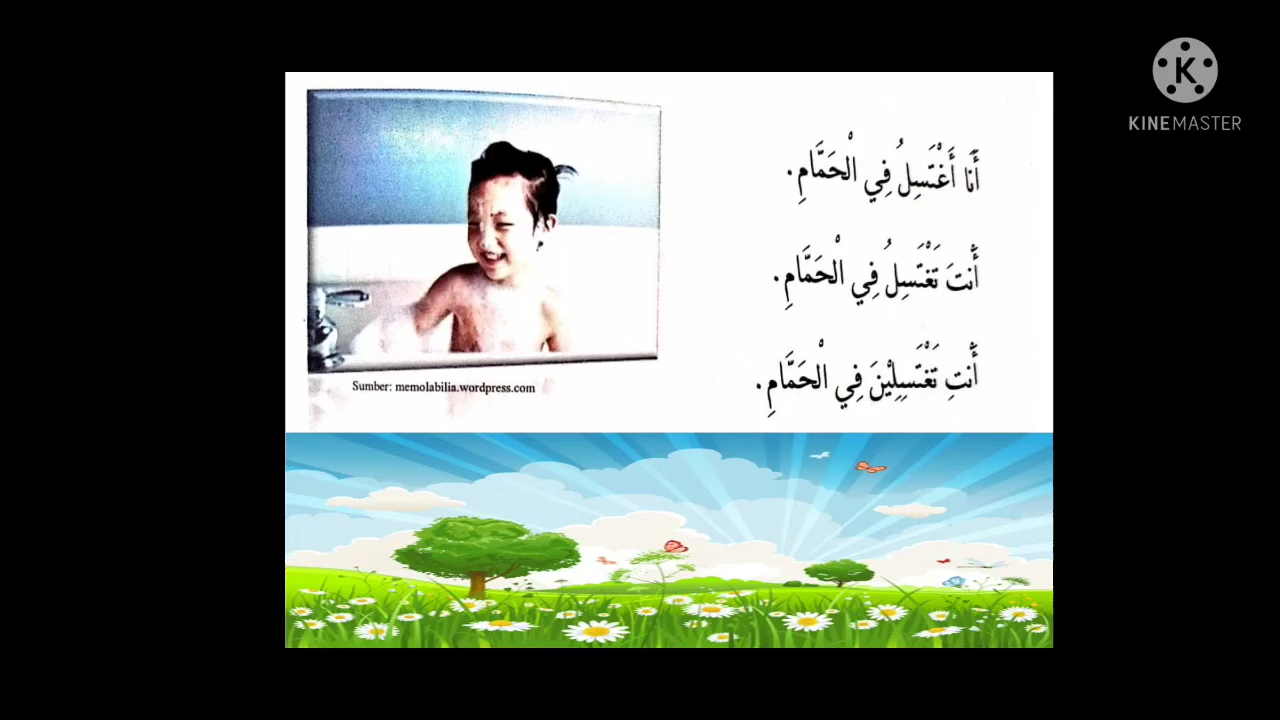 أَنَا أَغْتَسِلُ فِي الْحَمَّامِ.
أَنْتَ تَغْتَسِلُ فِي الْحَمَّامِ.
أَنْتِ تَغْتَسِلِيْنَ فِي الْحَمَّامِ.
Sumber: memolabilia.wordpress.com
K
KINEMASTER